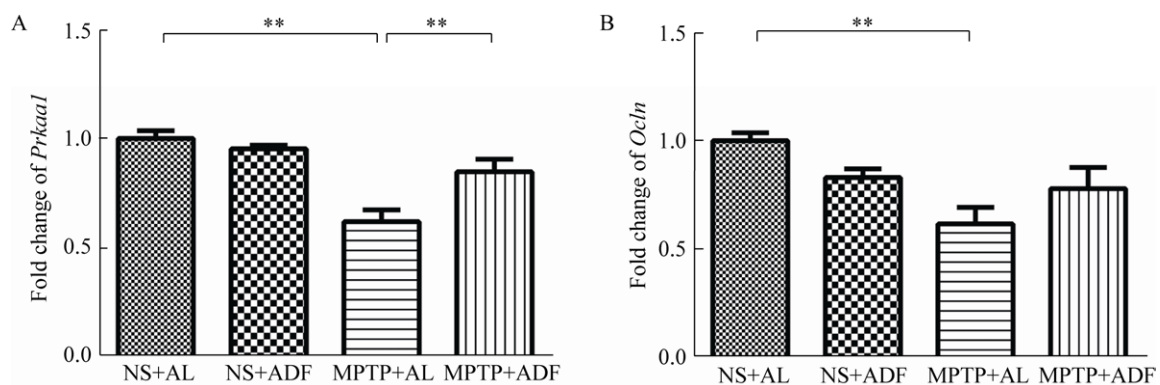 A
**
**
Fold change of Prkaa1
1.5
1.0
0.5
0.0
NS+AL
NS+ADF
MPTP+AL
MPTP+ADF
B
**
Fold change of Ocln
1.5
1.0
0.5
0.0
NS+AL
NS+ADF
MPTP+AL
MPTP+ADF